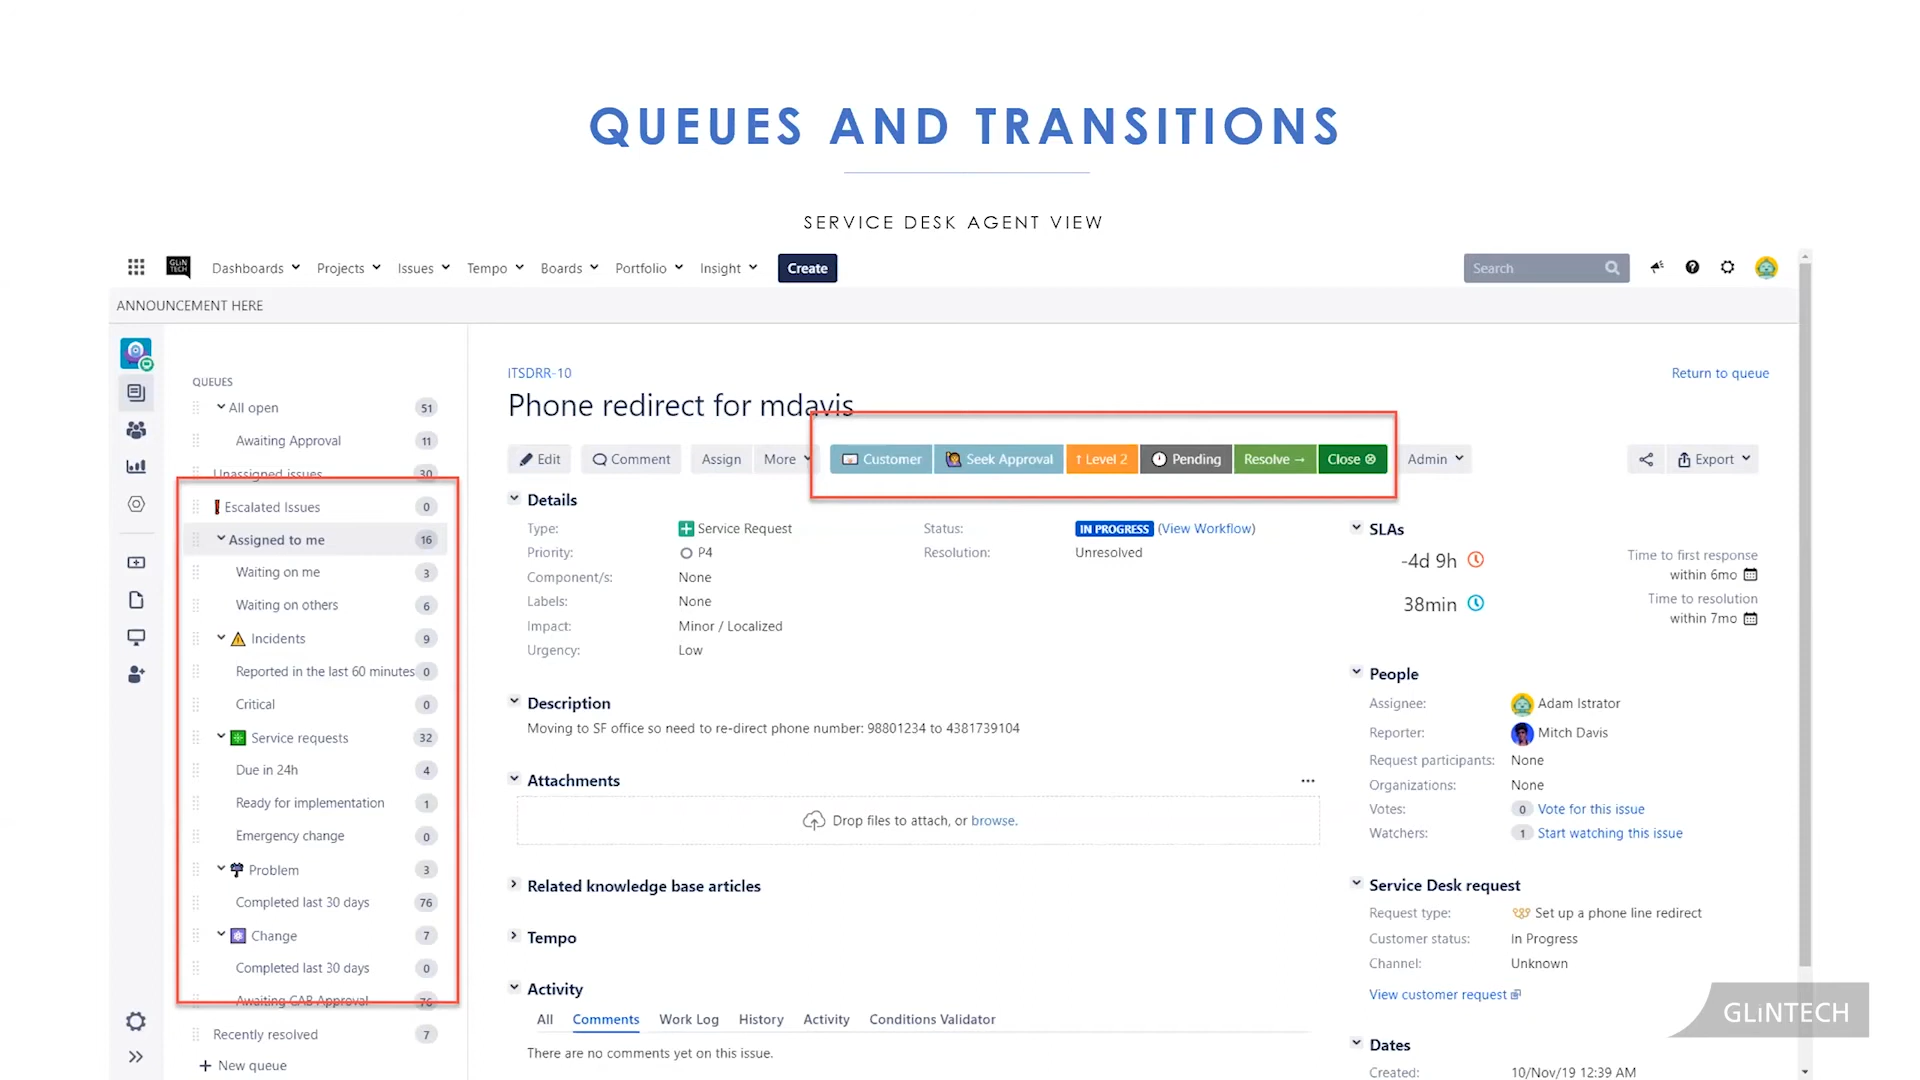 QUEUES AND TRANSITIONS
SERVICE DESK AGENT VIEW
GLiN TECH Dashboards Projects Issues Tempo Boards Portfolio Insight Create Search
ANNOUNCEMENT HERE
QUEUES
All open 51
Awaiting Approval 11
Unassigned issues 30
Escalated Issues 0
Assigned to me 16
Waiting on me 3
Waiting on others 6
Incidents 9
Reported in the last 60 minutes 0
Critical 0
Service requests 32
Due in 24h 4
Ready for implementation 1
Emergency change 0
Problem 3
Completed last 30 days 76
Change 7
Completed last 30 days 0
Awaiting CAB Approval 76
Recently resolved 7
+ New queue
ITSDRR-10
Return to queue
Phone redirect for mdavis
Edit Comment Assign More Customer Seek Approval ↑ Level 2 Pending Resolve → Close ⊗ Admin Export
Details
Type: Service Request
Priority: P4
Component/s: None
Labels: None
Impact: Minor / Localized
Urgency: Low
Status: IN PROGRESS (View Workflow)
Resolution: Unresolved
Description
Moving to SF office so need to re-direct phone number: 98801234 to 4381739104
Attachments
Drop files to attach, or browse.
Related knowledge base articles
Tempo
Activity
All Comments Work Log History Activity Conditions Validator
There are no comments yet on this issue.
SLAs
-4d 9h Time to first response
within 6mo
38min Time to resolution
within 7mo
People
Assignee: Adam Istrator
Reporter: Mitch Davis
Request participants: None
Organizations: None
Votes: 0 Vote for this issue
Watchers: 1 Start watching this issue
Service Desk request
Request type: Set up a phone line redirect
Customer status: In Progress
Channel: Unknown
View customer request
Dates
Created: 10/Nov/19 12:39 AM
GLiNTECH